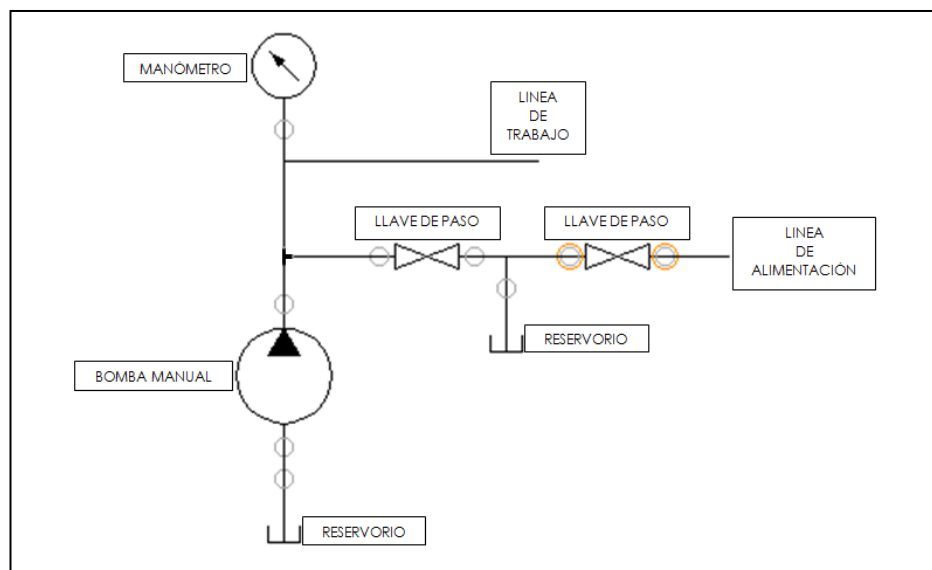 MANÓMETRO
LINEA
DE
TRABAJO
LLAVE DE PASO
LLAVE DE PASO
LINEA
DE
ALIMENTACIÓN
RESERVORIO
BOMBA MANUAL
RESERVORIO